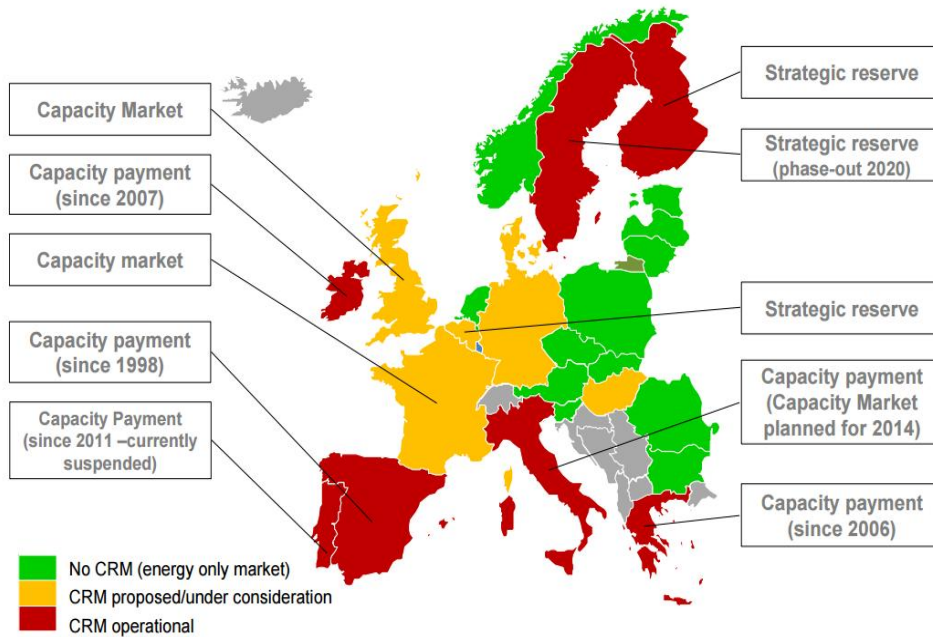 Capacity Market
Capacity payment
(since 2007)
Capacity market
Capacity payment
(since 1998)
Capacity Payment
(since 2011 –currently
suspended)
Strategic reserve
Strategic reserve
(phase-out 2020)
Strategic reserve
Capacity payment
(Capacity Market
planned for 2014)
Capacity payment
(since 2006)
No CRM (energy only market)
CRM proposed/under consideration
CRM operational